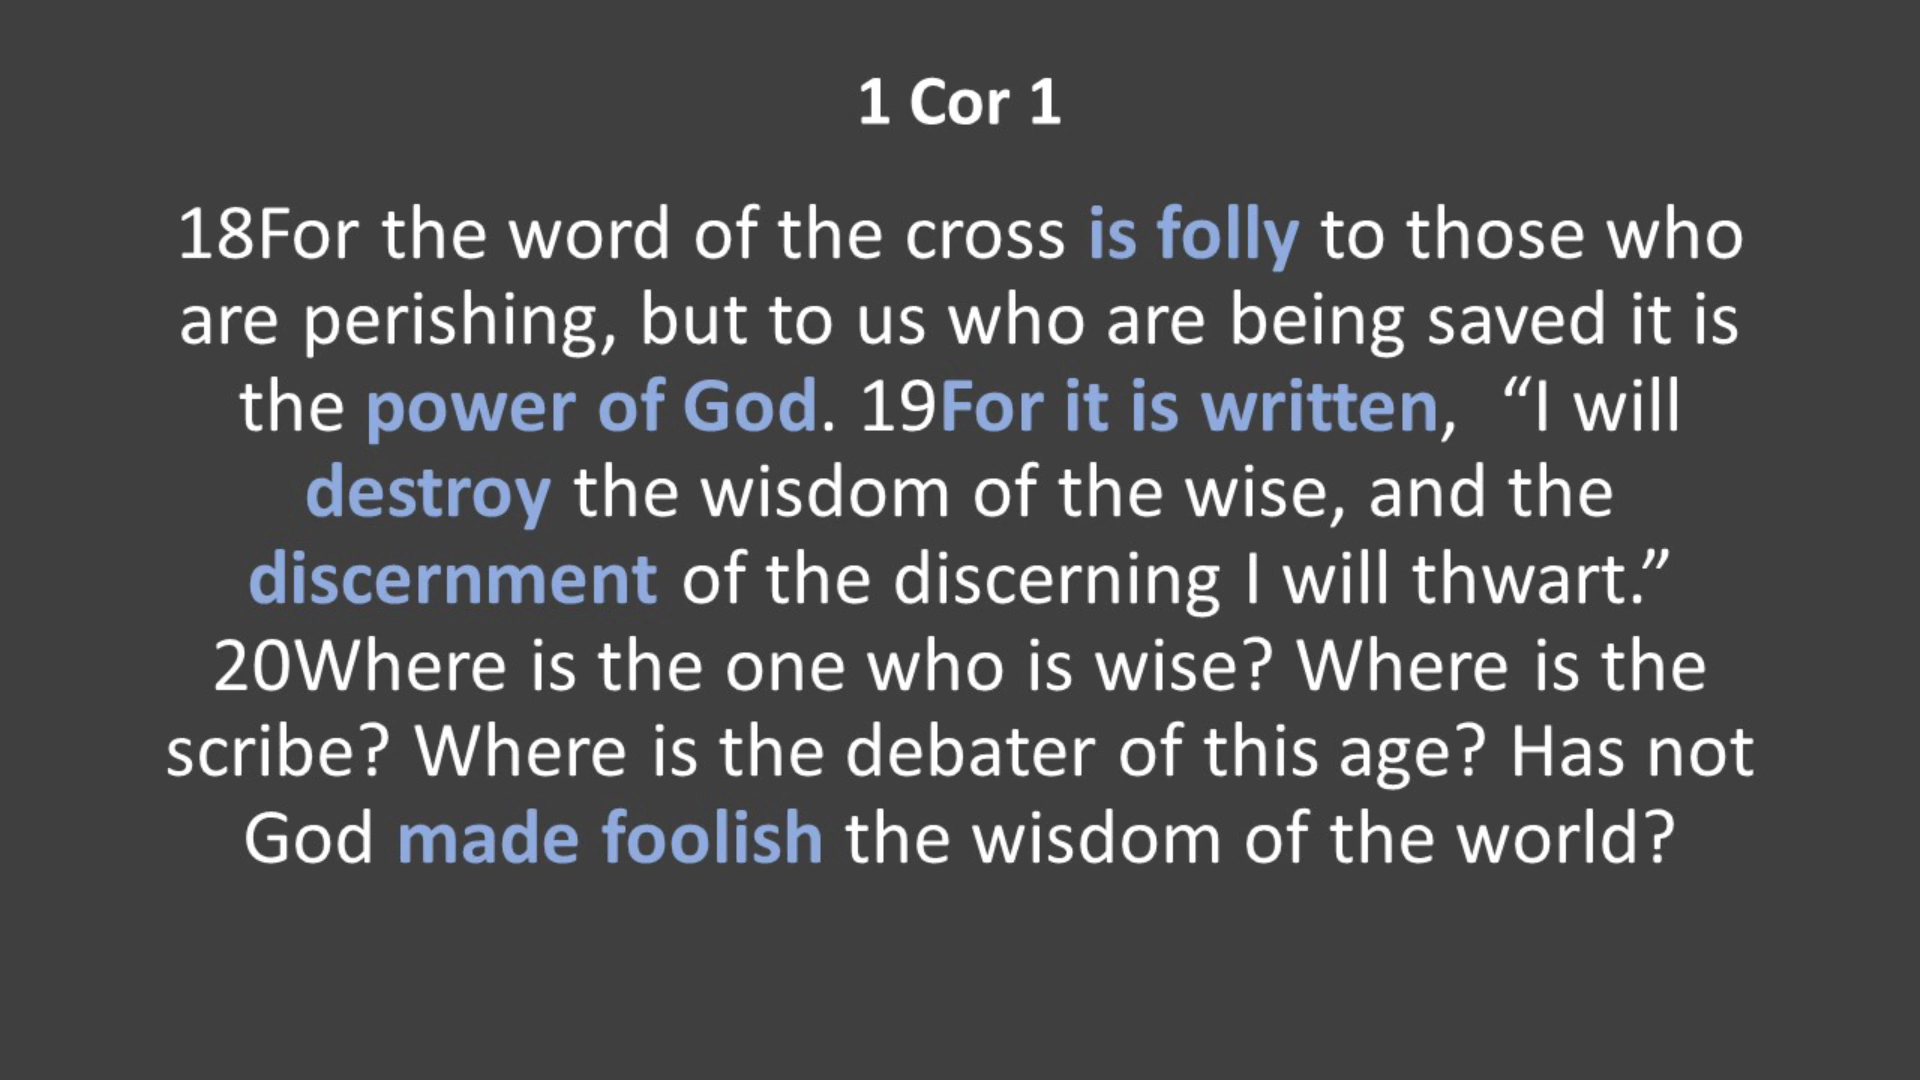 1 Cor 1
18For the word of the cross is folly to those who
are perishing, but to us who are being saved it is
the power of God. 19For it is written,  “I will
destroy the wisdom of the wise, and the
discernment of the discerning I will thwart.”
20Where is the one who is wise? Where is the
scribe? Where is the debater of this age? Has not
God made foolish the wisdom of the world?